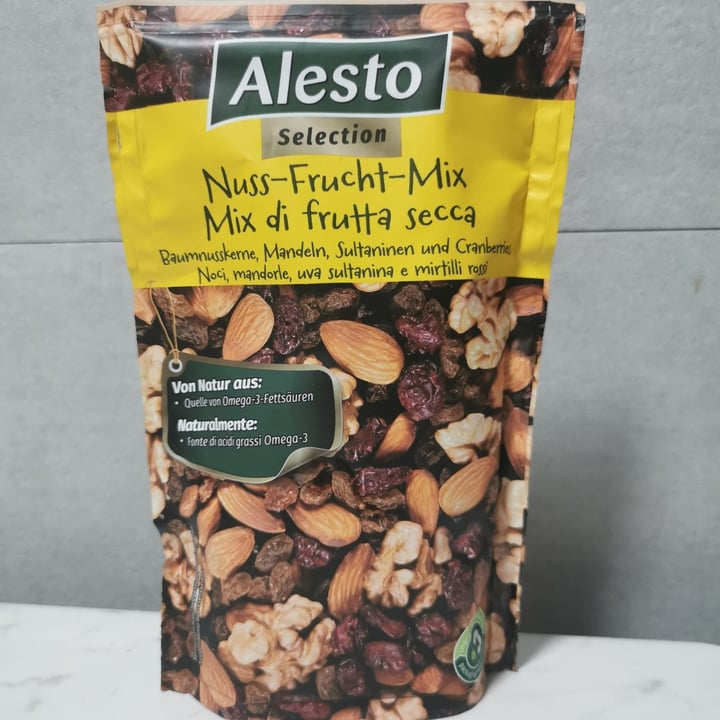 Alesto
Selection
Nuss-Frucht-Mix
Mix di frutta secca
Baumnusskerne, Mandeln, Sultaninen und Cranberries
Noci, mandorle, uva sultanina e mirtilli rossi
Von Natur aus:
• Quelle von Omega-3-Fettsäuren
Naturalmente:
• Fonte di acidi grassi Omega-3